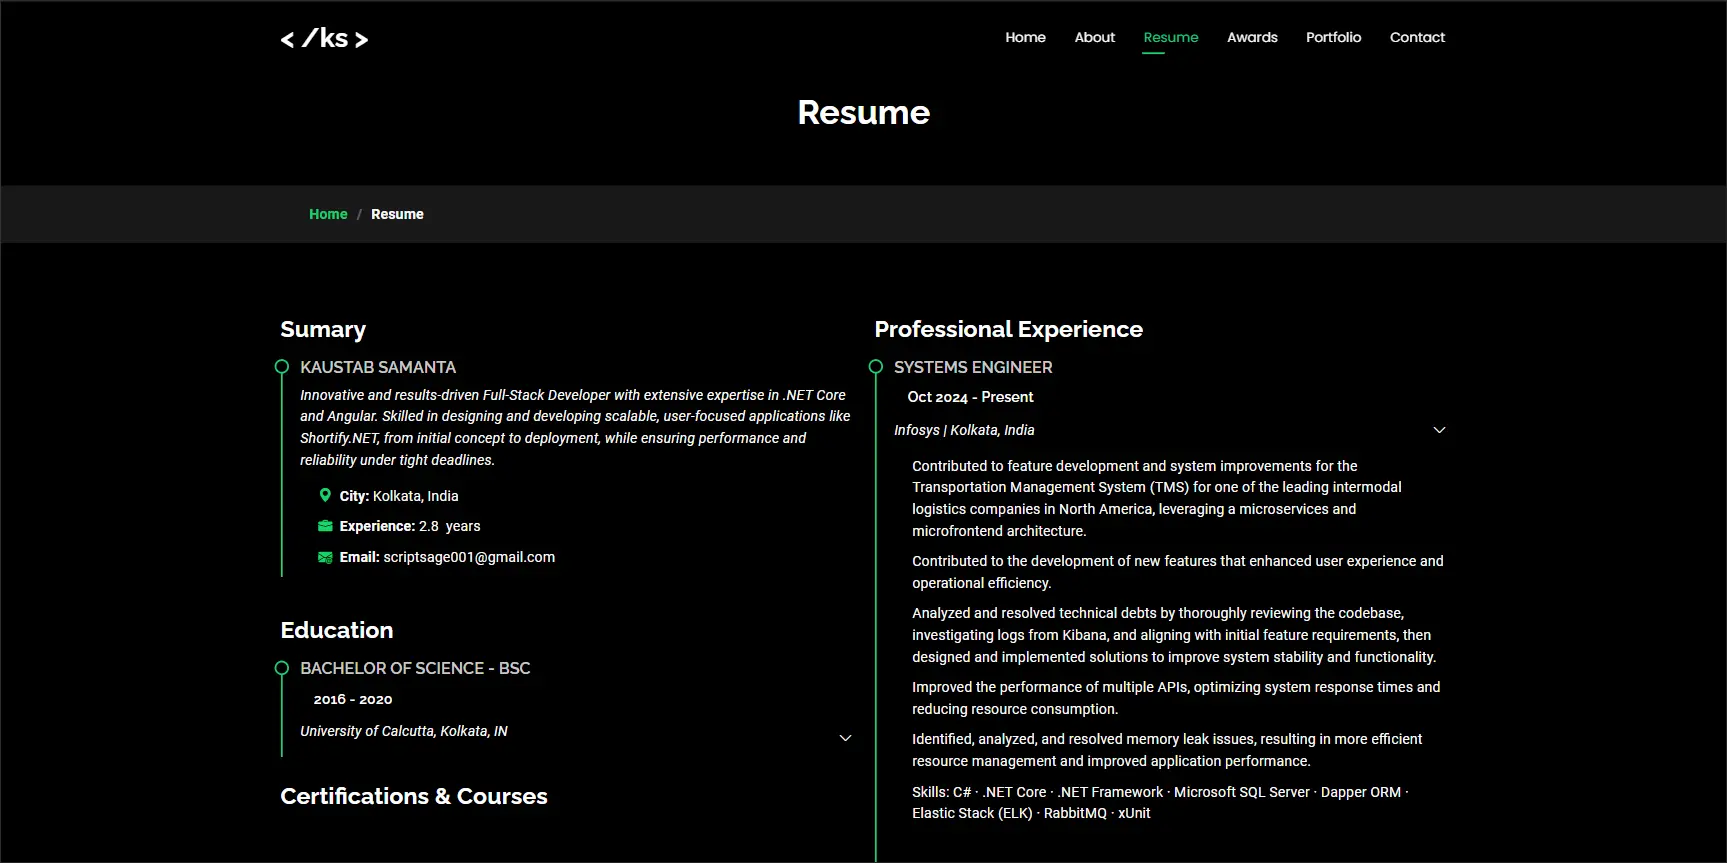 < /ks >
Home About Resume Awards Portfolio Contact
Resume
Home / Resume
Sumary
KAUSTAB SAMANTA
Innovative and results-driven Full-Stack Developer with extensive expertise in .NET Core
and Angular. Skilled in designing and developing scalable, user-focused applications like
Shortify.NET, from initial concept to deployment, while ensuring performance and
reliability under tight deadlines.
City: Kolkata, India
Experience: 2.8 years
Email: scriptsage001@gmail.com
Education
BACHELOR OF SCIENCE - BSC
2016 - 2020
University of Calcutta, Kolkata, IN
Certifications & Courses
Professional Experience
SYSTEMS ENGINEER
Oct 2024 - Present
Infosys | Kolkata, India
Contributed to feature development and system improvements for the
Transportation Management System (TMS) for one of the leading intermodal
logistics companies in North America, leveraging a microservices and
microfrontend architecture.
Contributed to the development of new features that enhanced user experience and
operational efficiency.
Analyzed and resolved technical debts by thoroughly reviewing the codebase,
investigating logs from Kibana, and aligning with initial feature requirements, then
designed and implemented solutions to improve system stability and functionality.
Improved the performance of multiple APIs, optimizing system response times and
reducing resource consumption.
Identified, analyzed, and resolved memory leak issues, resulting in more efficient
resource management and improved application performance.
Skills: C# · .NET Core · .NET Framework · Microsoft SQL Server · Dapper ORM ·
Elastic Stack (ELK) · RabbitMQ · xUnit